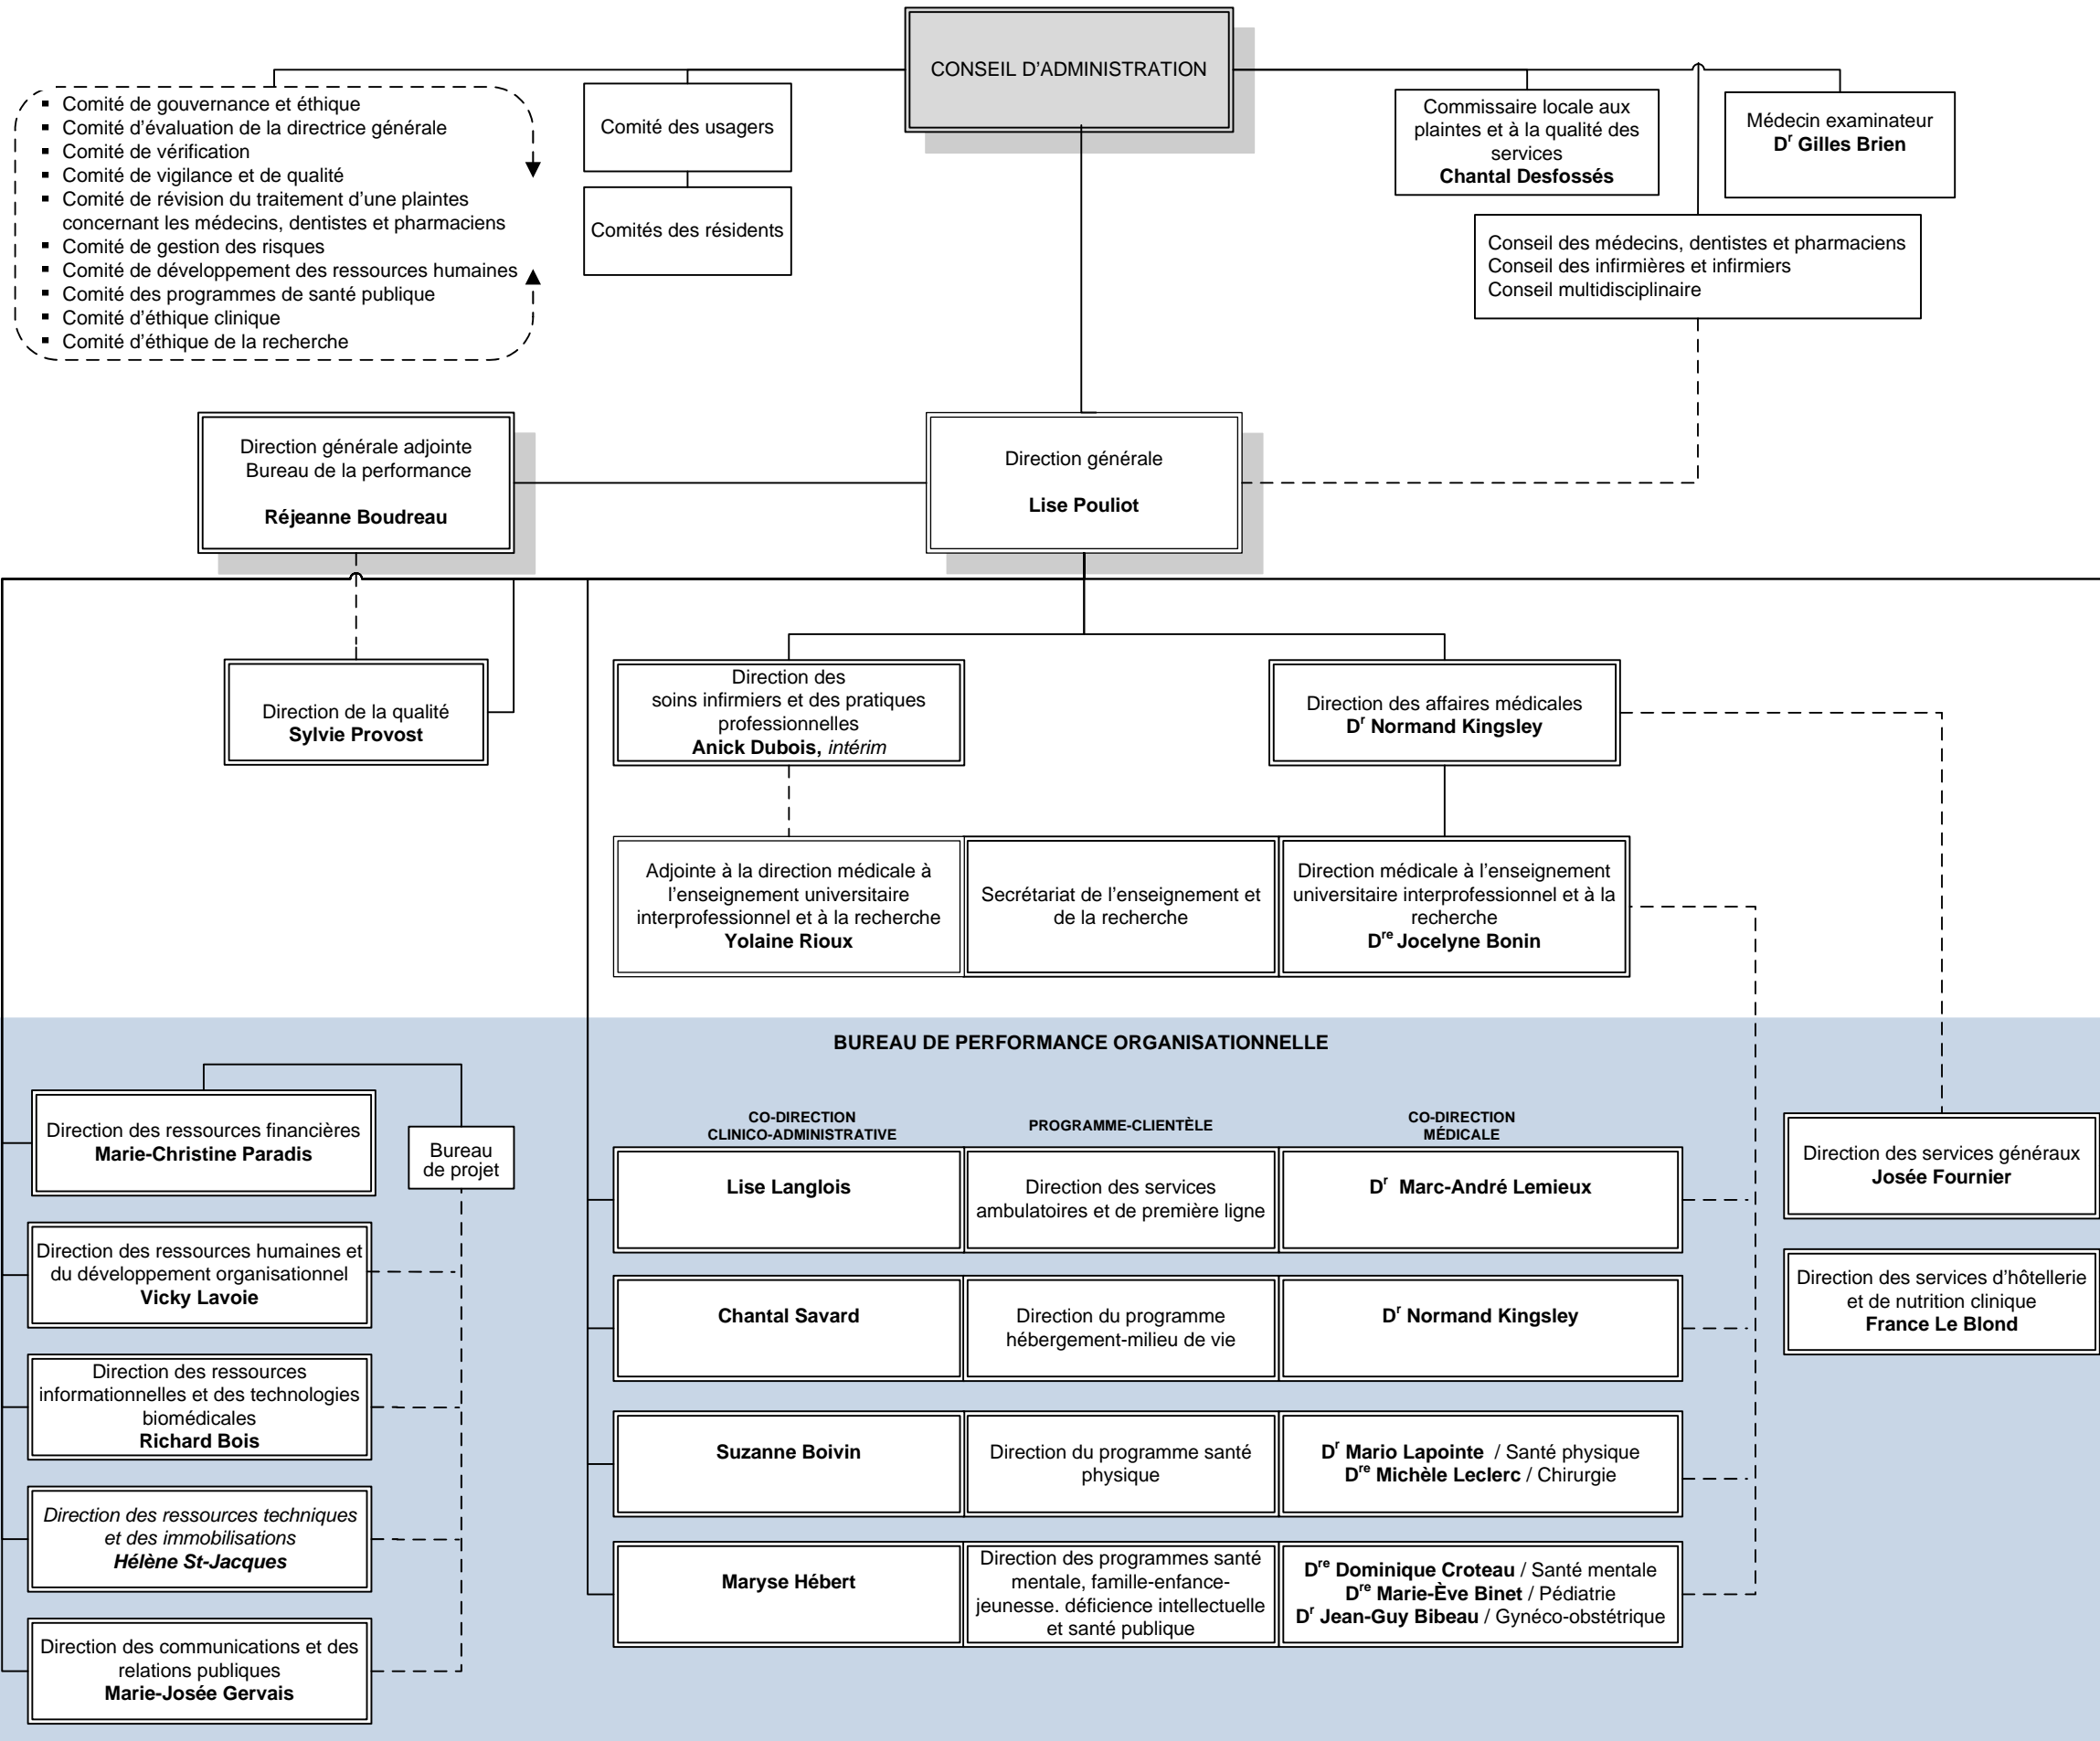 CONSEIL D'ADMINISTRATION
▪ Comité de gouvernance et éthique
▪ Comité d'évaluation de la directrice générale
▪ Comité de vérification
▪ Comité de vigilance et de qualité
▪ Comité de révision du traitement d'une plaintes
concernant les médecins, dentistes et pharmaciens
▪ Comité de gestion des risques
▪ Comité de développement des ressources humaines
▪ Comité des programmes de santé publique
▪ Comité d'éthique clinique
▪ Comité d'éthique de la recherche
Comité des usagers
Comités des résidents
Commissaire locale aux
plaintes et à la qualité des
services
Chantal Desfossés
Médecin examinateur
Dr Gilles Brien
Conseil des médecins, dentistes et pharmaciens
Conseil des infirmières et infirmiers
Conseil multidisciplinaire
Direction générale adjointe
Bureau de la performance
Réjeanne Boudreau
Direction générale
Lise Pouliot
Direction de la qualité
Sylvie Provost
Direction des
soins infirmiers et des pratiques
professionnelles
Anick Dubois, intérim
Direction des affaires médicales
Dr Normand Kingsley
Adjointe à la direction médicale à
l'enseignement universitaire
interprofessionnel et à la recherche
Yolaine Rioux
Secrétariat de l'enseignement et
de la recherche
Direction médicale à l'enseignement
universitaire interprofessionnel et à la
recherche
Dre Jocelyne Bonin
BUREAU DE PERFORMANCE ORGANISATIONNELLE
Direction des ressources financières
Marie-Christine Paradis
Bureau
de projet
Direction des ressources humaines et
du développement organisationnel
Vicky Lavoie
Direction des ressources
informationnelles et des technologies
biomédicales
Richard Bois
Direction des ressources techniques
et des immobilisations
Hélène St-Jacques
Direction des communications et des
relations publiques
Marie-Josée Gervais
CO-DIRECTION
CLINICO-ADMINISTRATIVE
PROGRAMME-CLIENTÈLE
CO-DIRECTION
MÉDICALE
Lise Langlois
Direction des services
ambulatoires et de première ligne
Dr Marc-André Lemieux
Chantal Savard
Direction du programme
hébergement-milieu de vie
Dr Normand Kingsley
Suzanne Boivin
Direction du programme santé
physique
Dr Mario Lapointe / Santé physique
Dre Michèle Leclerc / Chirurgie
Maryse Hébert
Direction des programmes santé
mentale, famille-enfance-
jeunesse. déficience intellectuelle
et santé publique
Dre Dominique Croteau / Santé mentale
Dre Marie-Ève Binet / Pédiatrie
Dr Jean-Guy Bibeau / Gynéco-obstétrique
Direction des services généraux
Josée Fournier
Direction des services d'hôtellerie
et de nutrition clinique
France Le Blond